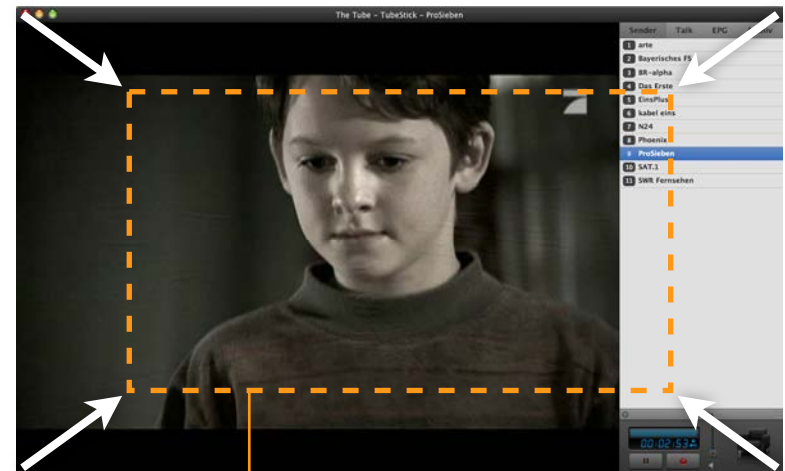 The Tube – TubeStick – ProSieben
Sender Talk EPG
1 arte
2 Bayerisches FS
3 BR-alpha
4 Das Erste
5 EinsPlus
6 kabel eins
7 N24
8 Phoenix
9 ProSieben
10 SAT.1
11 SWR Fernsehen
00:02:53